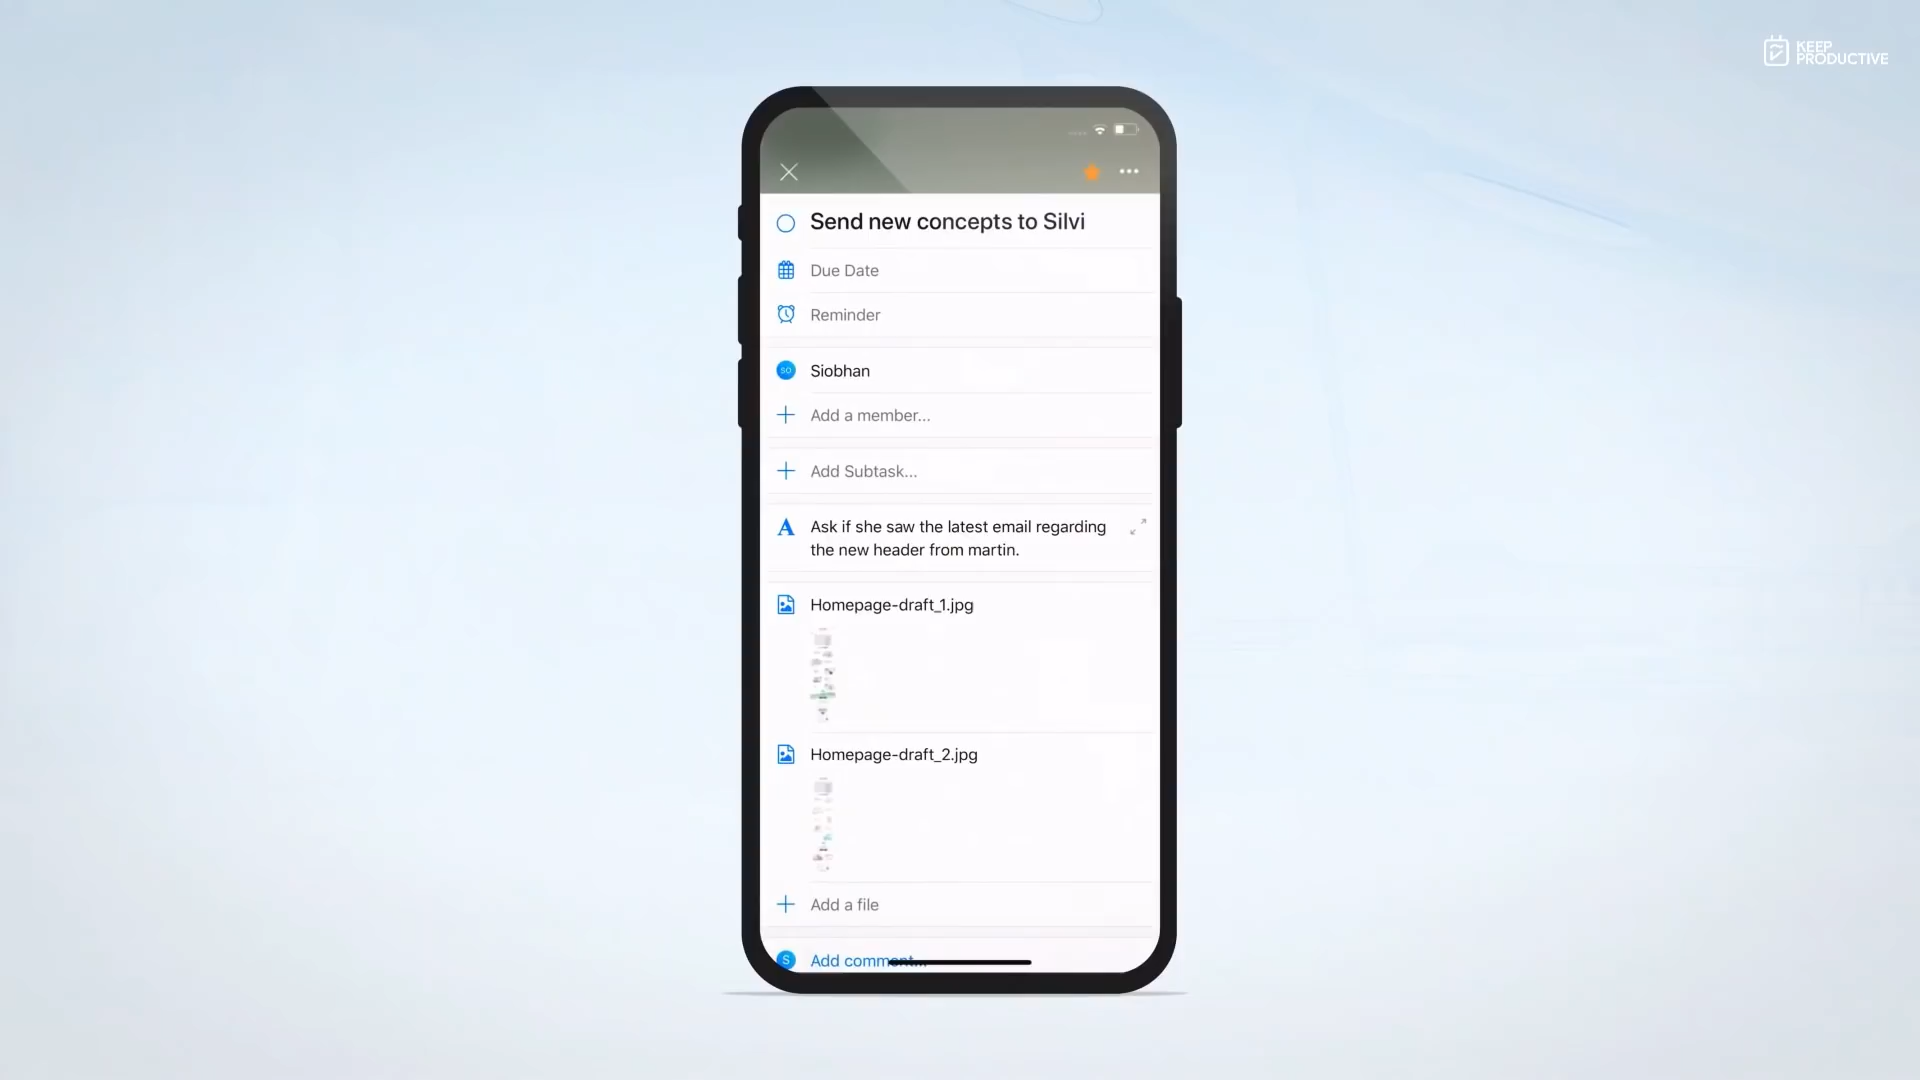 KEEP
PRODUCTIVE
Send new concepts to Silvi
Due Date
Reminder
SO
Siobhan
Add a member...
Add Subtask...
A
Ask if she saw the latest email regarding
the new header from martin.
Homepage-draft_1.jpg
Homepage-draft_2.jpg
Add a file
S
Add comment...